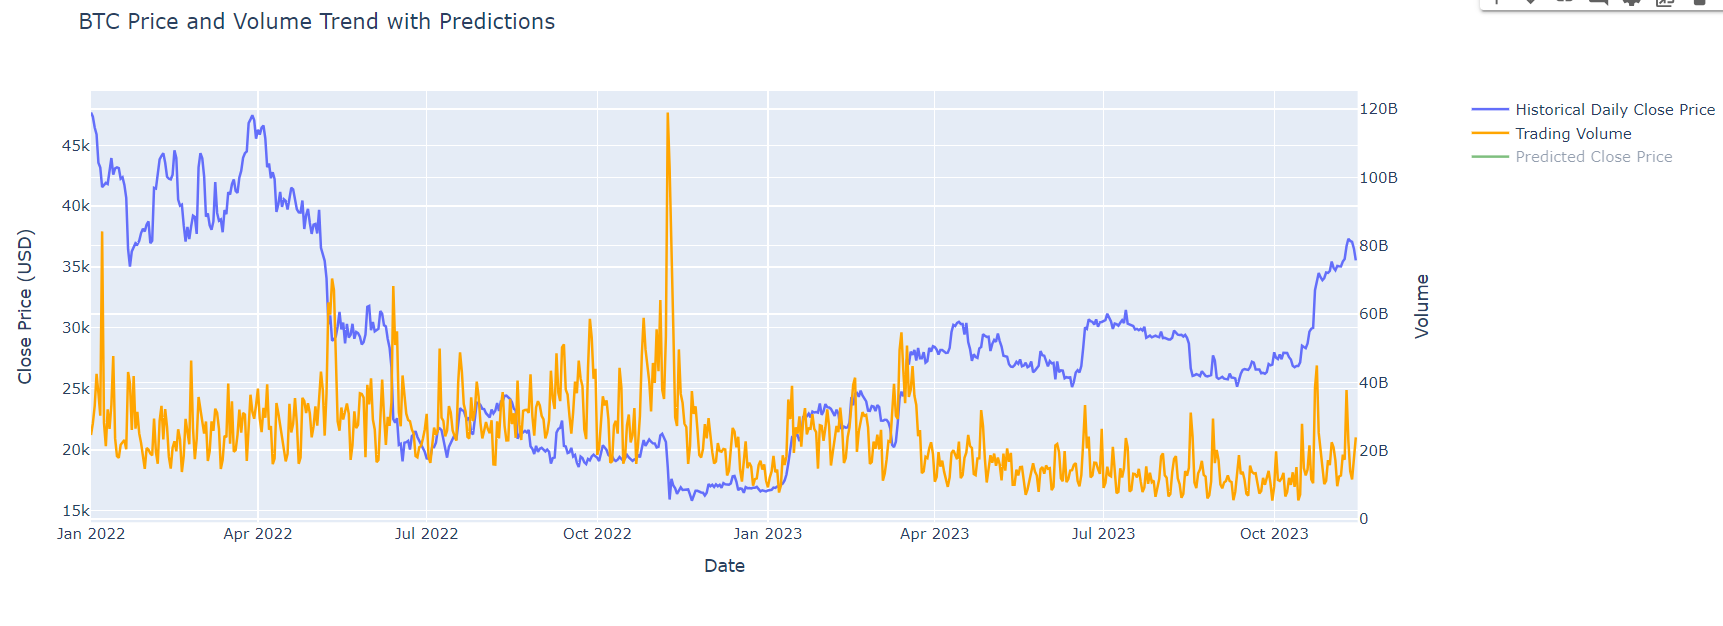 BTC Price and Volume Trend with Predictions
Historical Daily Close Price
Trading Volume
Predicted Close Price
Close Price (USD)
45k
40k
35k
30k
25k
20k
15k
120B
100B
80B
60B
40B
20B
0
Volume
Jan 2022
Apr 2022
Jul 2022
Oct 2022
Jan 2023
Apr 2023
Jul 2023
Oct 2023
Date